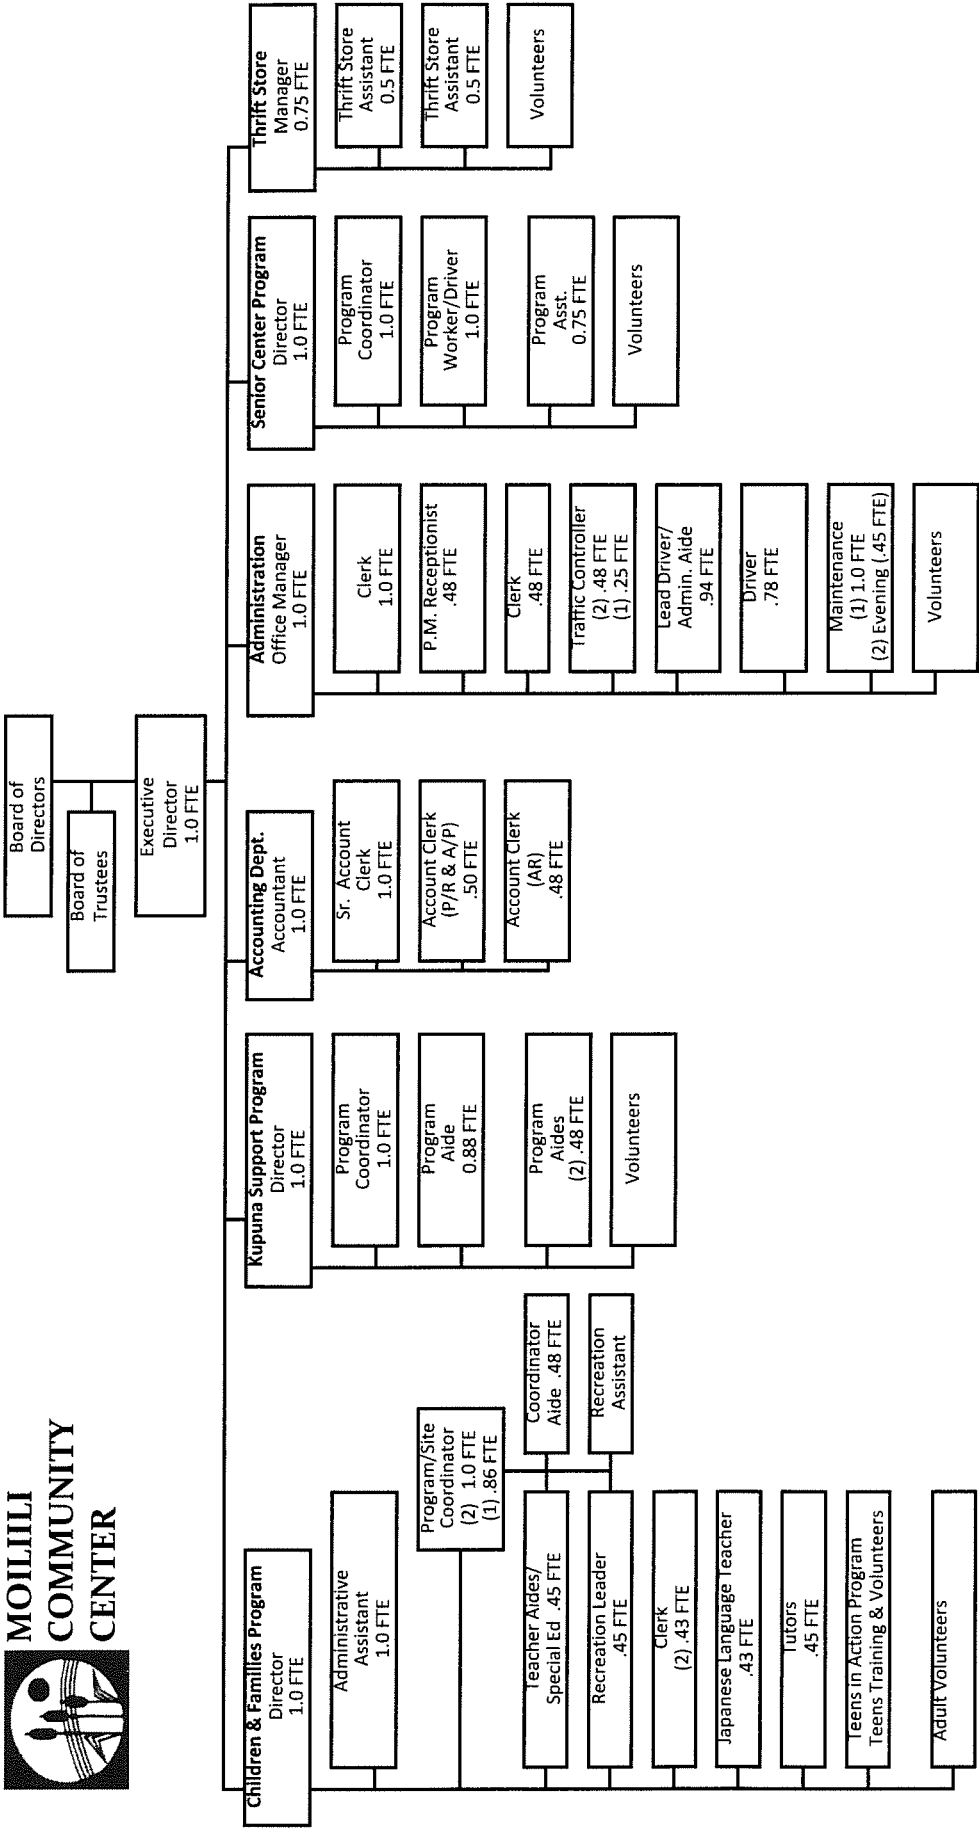 MOILIILI
COMMUNITY
CENTER
Board of
Directors
Board of
Trustees
Executive
Director
1.0 FTE
Children & Families Program
Director
1.0 FTE
Administrative
Assistant
1.0 FTE
Program/Site
Coordinator
(2) 1.0 FTE
(1) .86 FTE
Teacher Aides/
Special Ed .45 FTE
Coordinator
Aide .48 FTE
Recreation Leader
.45 FTE
Recreation
Assistant
Clerk
(2) .43 FTE
Japanese Language Teacher
.43 FTE
Tutors
.45 FTE
Teens in Action Program
Teens Training & Volunteers
Adult Volunteers
Kupuna Support Program
Director
1.0 FTE
Program
Coordinator
1.0 FTE
Program
Aide
0.88 FTE
Program
Aides
(2) .48 FTE
Volunteers
Accounting Dept.
Accountant
1.0 FTE
Sr. Account
Clerk
1.0 FTE
Account Clerk
(P/R & A/P)
.50 FTE
Account Clerk
(AR)
.48 FTE
Administration
Office Manager
1.0 FTE
Clerk
1.0 FTE
P.M. Receptionist
.48 FTE
Clerk
.48 FTE
Traffic Controller
(2) .48 FTE
(1) .25 FTE
Lead Driver/
Admin. Aide
.94 FTE
Driver
.78 FTE
Maintenance
(1) 1.0 FTE
(2) Evening (.45 FTE)
Volunteers
Senior Center Program
Director
1.0 FTE
Program
Coordinator
1.0 FTE
Program
Worker/Driver
1.0 FTE
Program
Asst.
0.75 FTE
Volunteers
Thrift Store
Manager
0.75 FTE
Thrift Store
Assistant
0.5 FTE
Thrift Store
Assistant
0.5 FTE
Volunteers